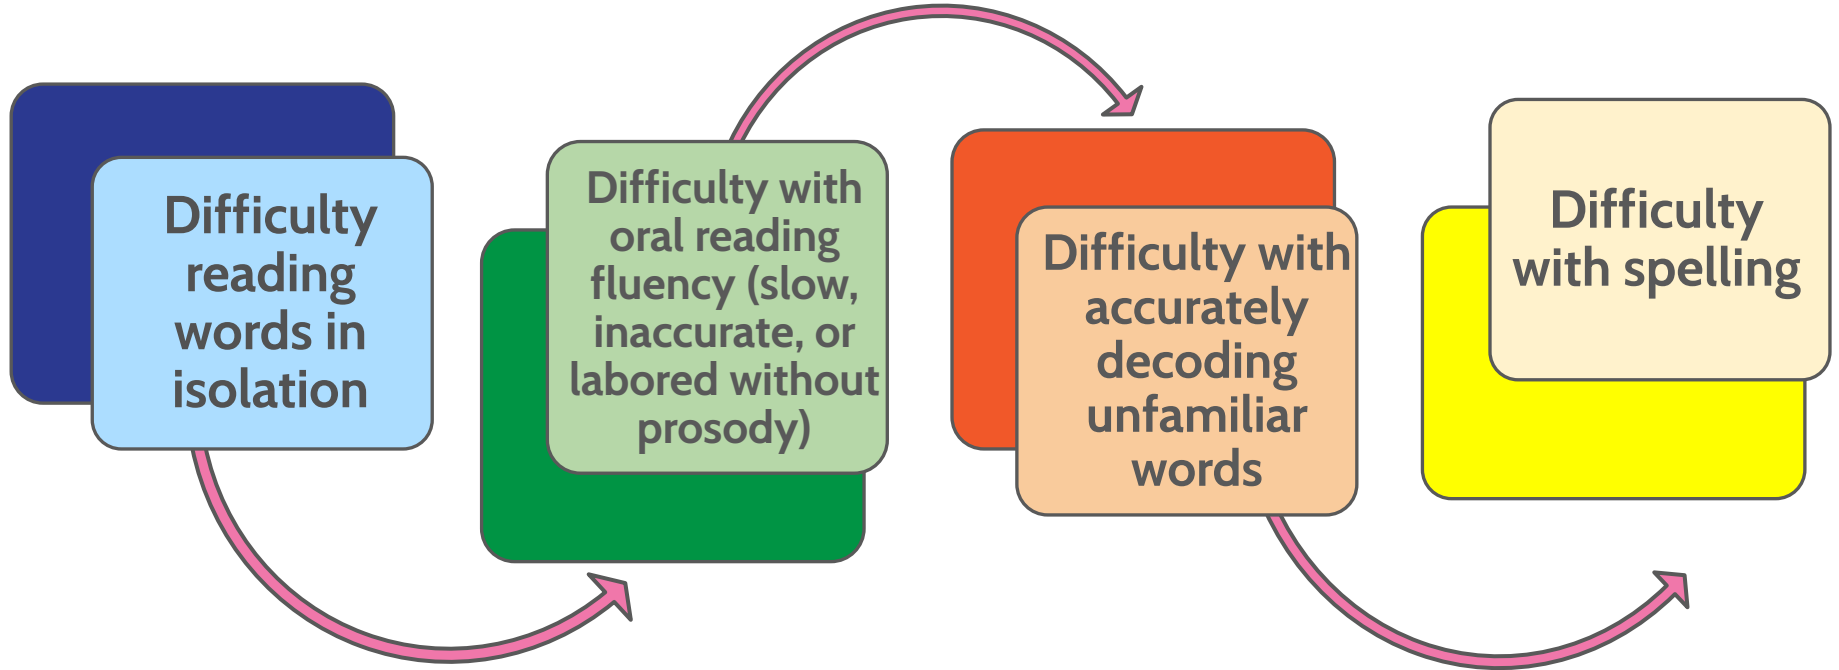 Difficulty
reading
words in
isolation
Difficulty with
oral reading
fluency (slow,
inaccurate, or
labored without
prosody)
Difficulty with
accurately
decoding
unfamiliar
words
Difficulty
with spelling